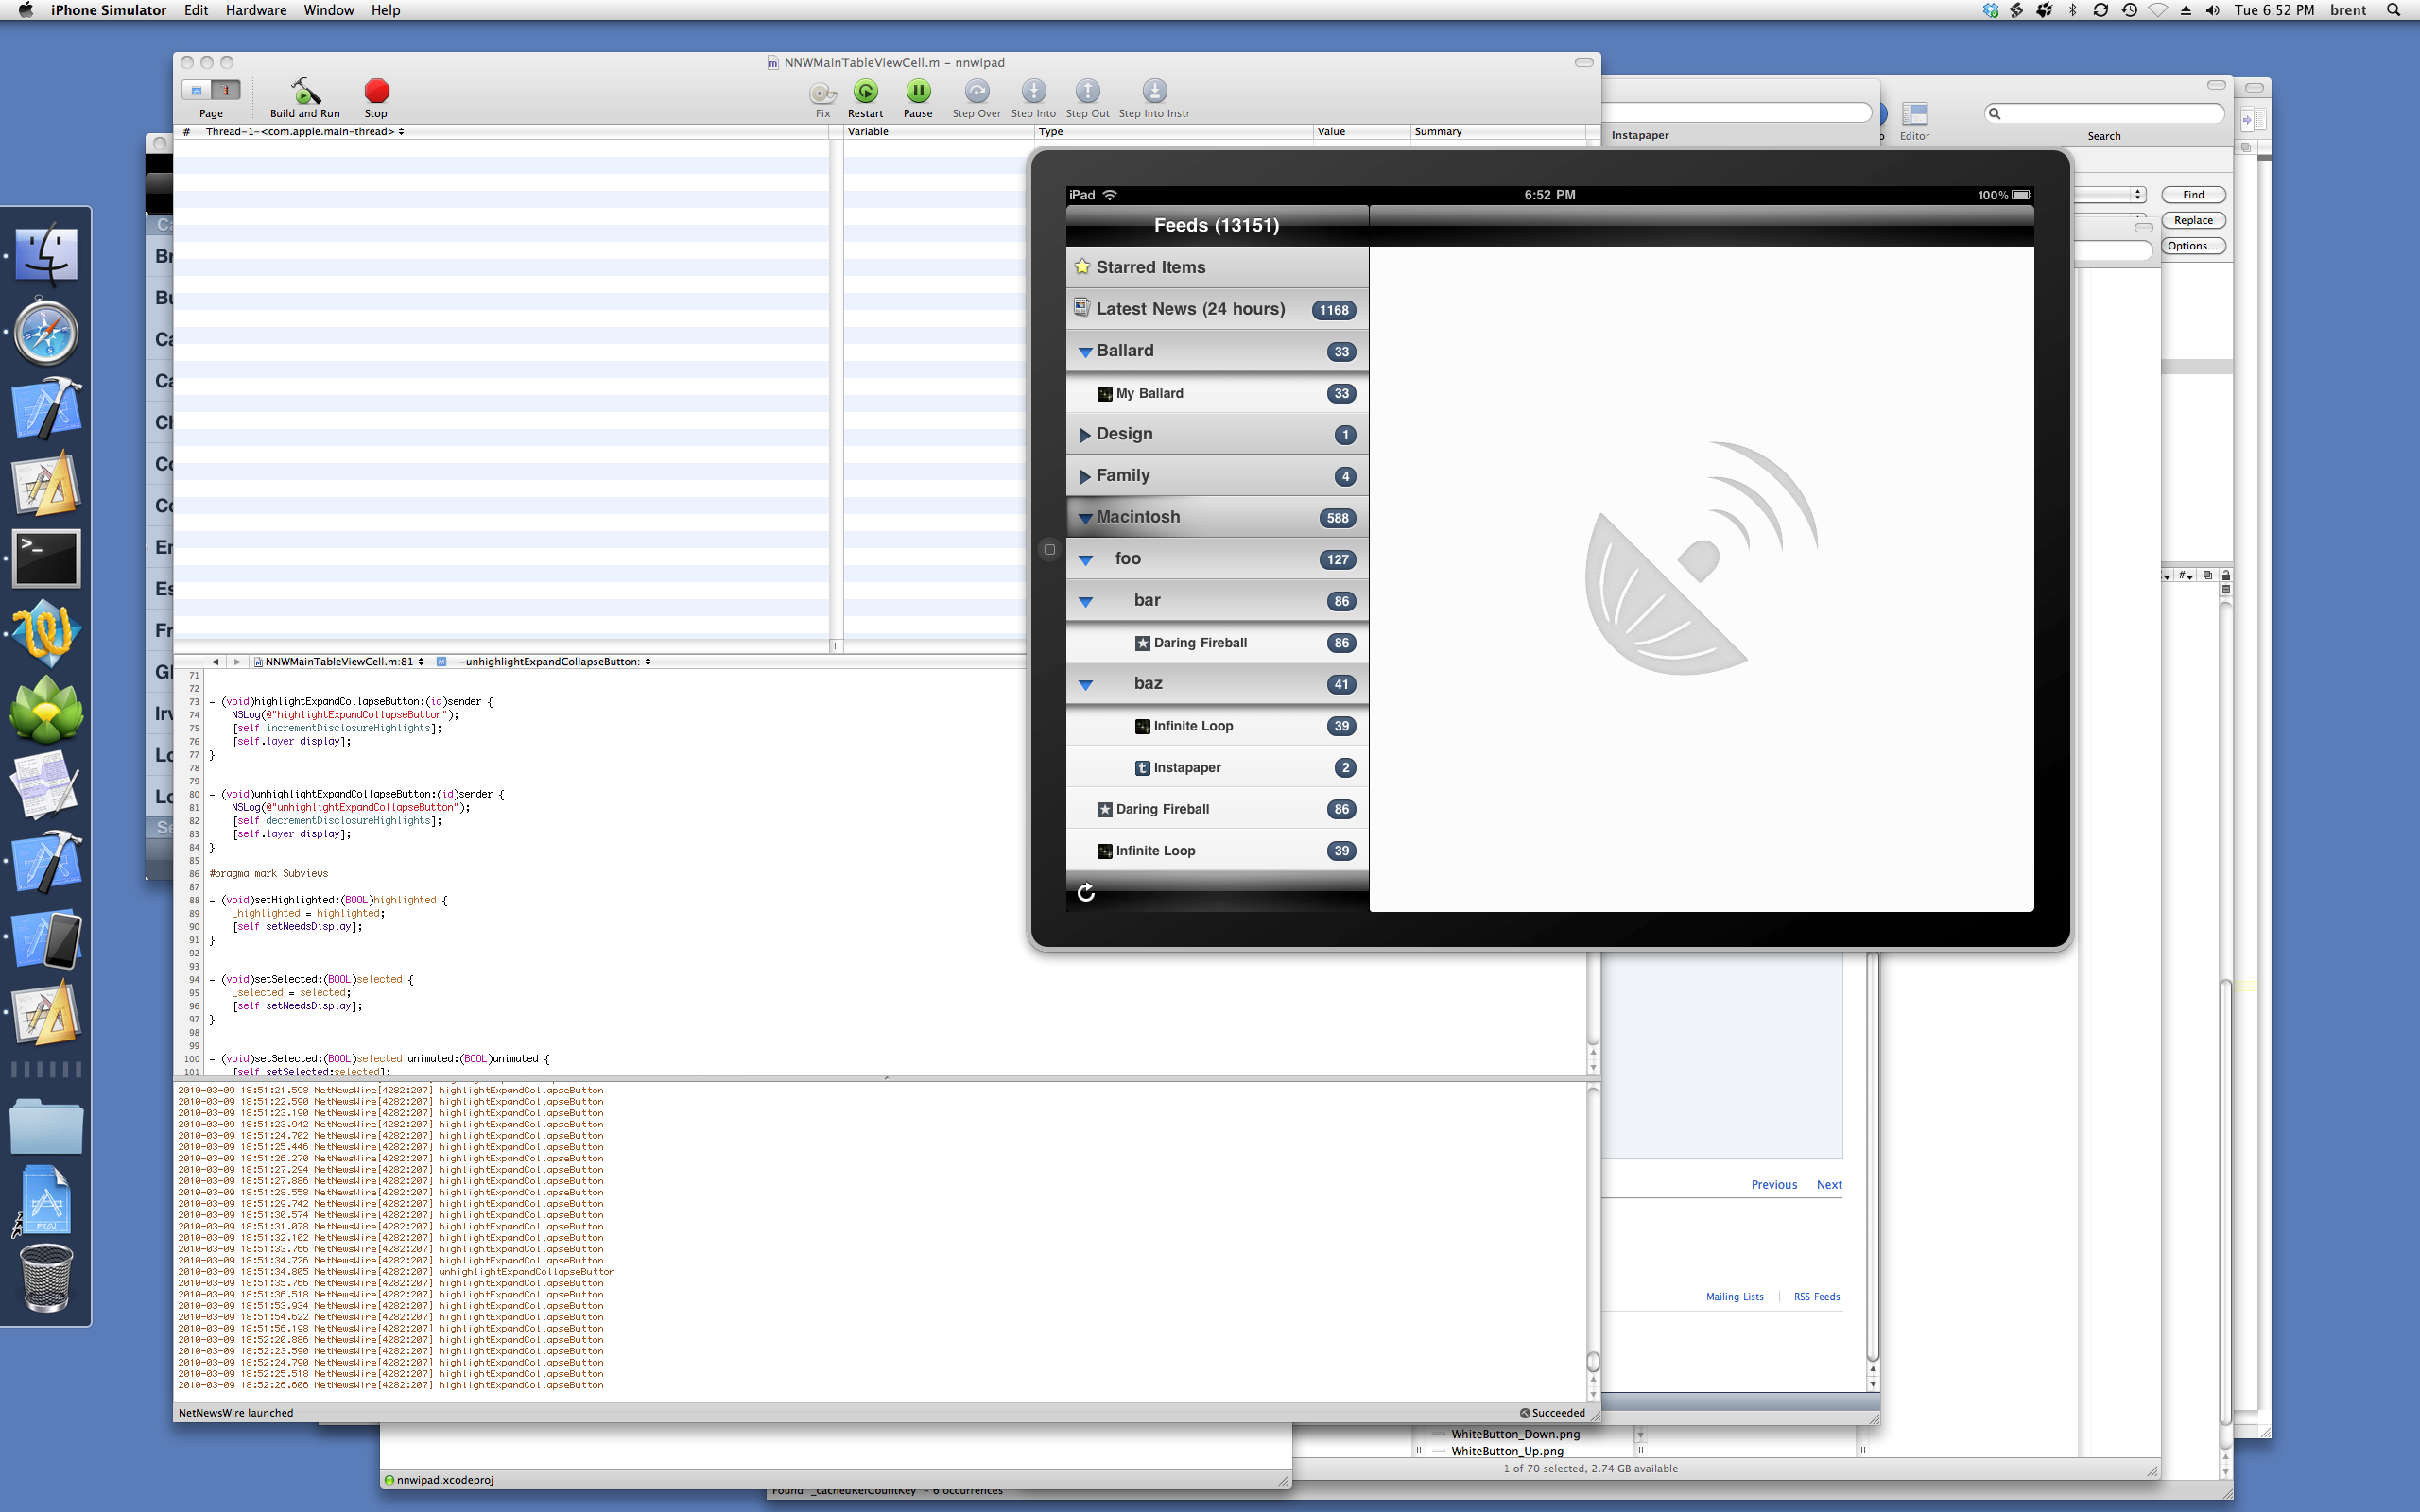 iPhone Simulator Edit Hardware Window Help
Tue 6:52 PM brent
NNWMainTableViewCell.m - nnwipad
Page Build and Run Stop
Fix Restart Pause Step Over Step Into Step Out Step Into Instr
# Thread-1-<com.apple.main-thread>
Variable Type Value Summary
Instapaper
Editor
Search
Find
Replace
Options...
iPad 6:52 PM 100%
Feeds (13151)
Starred Items
Latest News (24 hours) 1168
Ballard 33
My Ballard 33
Design 1
Family 4
Macintosh 588
foo 127
bar 86
Daring Fireball 86
baz 41
Infinite Loop 39
Instapaper 2
Daring Fireball 86
Infinite Loop 39
Ca
Br
Bu
Ca
Ca
Ch
Co
Co
En
Es
Fr
Gl
Irv
Lo
Lo
Se
NNWMainTableViewCell.m:81 M -unhighlightExpandCollapseButton:
71
72
73 - (void)highlightExpandCollapseButton:(id)sender {
74 NSLog(@"highlightExpandCollapseButton");
75 [self incrementDisclosureHighlights];
76 [self.layer display];
77 }
78
79
80 - (void)unhighlightExpandCollapseButton:(id)sender {
81 NSLog(@"unhighlightExpandCollapseButton");
82 [self decrementDisclosureHighlights];
83 [self.layer display];
84 }
85
86 #pragma mark Subviews
87
88 - (void)setHighlighted:(BOOL)highlighted {
89 _highlighted = highlighted;
90 [self setNeedsDisplay];
91 }
92
93
94 - (void)setSelected:(BOOL)selected {
95 _selected = selected;
96 [self setNeedsDisplay];
97 }
98
99
100 - (void)setSelected:(BOOL)selected animated:(BOOL)animated {
101 [self setSelected:selected];
2010-03-09 18:51:21.598 NetNewsWire[4282:207] highlightExpandCollapseButton
2010-03-09 18:51:22.590 NetNewsWire[4282:207] highlightExpandCollapseButton
2010-03-09 18:51:23.190 NetNewsWire[4282:207] highlightExpandCollapseButton
2010-03-09 18:51:23.942 NetNewsWire[4282:207] highlightExpandCollapseButton
2010-03-09 18:51:24.702 NetNewsWire[4282:207] highlightExpandCollapseButton
2010-03-09 18:51:25.446 NetNewsWire[4282:207] highlightExpandCollapseButton
2010-03-09 18:51:26.270 NetNewsWire[4282:207] highlightExpandCollapseButton
2010-03-09 18:51:27.294 NetNewsWire[4282:207] highlightExpandCollapseButton
2010-03-09 18:51:27.886 NetNewsWire[4282:207] highlightExpandCollapseButton
2010-03-09 18:51:28.558 NetNewsWire[4282:207] highlightExpandCollapseButton
2010-03-09 18:51:29.742 NetNewsWire[4282:207] highlightExpandCollapseButton
2010-03-09 18:51:30.574 NetNewsWire[4282:207] highlightExpandCollapseButton
2010-03-09 18:51:31.078 NetNewsWire[4282:207] highlightExpandCollapseButton
2010-03-09 18:51:32.102 NetNewsWire[4282:207] highlightExpandCollapseButton
2010-03-09 18:51:33.766 NetNewsWire[4282:207] highlightExpandCollapseButton
2010-03-09 18:51:34.726 NetNewsWire[4282:207] highlightExpandCollapseButton
2010-03-09 18:51:34.805 NetNewsWire[4282:207] unhighlightExpandCollapseButton
2010-03-09 18:51:35.766 NetNewsWire[4282:207] highlightExpandCollapseButton
2010-03-09 18:51:36.518 NetNewsWire[4282:207] highlightExpandCollapseButton
2010-03-09 18:51:53.934 NetNewsWire[4282:207] highlightExpandCollapseButton
2010-03-09 18:51:54.622 NetNewsWire[4282:207] highlightExpandCollapseButton
2010-03-09 18:51:56.198 NetNewsWire[4282:207] highlightExpandCollapseButton
2010-03-09 18:52:20.886 NetNewsWire[4282:207] highlightExpandCollapseButton
2010-03-09 18:52:23.590 NetNewsWire[4282:207] highlightExpandCollapseButton
2010-03-09 18:52:24.790 NetNewsWire[4282:207] highlightExpandCollapseButton
2010-03-09 18:52:25.518 NetNewsWire[4282:207] highlightExpandCollapseButton
2010-03-09 18:52:26.606 NetNewsWire[4282:207] highlightExpandCollapseButton
NetNewsWire launched
Succeeded
Previous Next
Mailing Lists RSS Feeds
WhiteButton_Down.png
WhiteButton_Up.png
1 of 70 selected, 2.74 GB available
nnwipad.xcodeproj
Found "_cachedRefCountKey" - 6 occurrences
PROJ